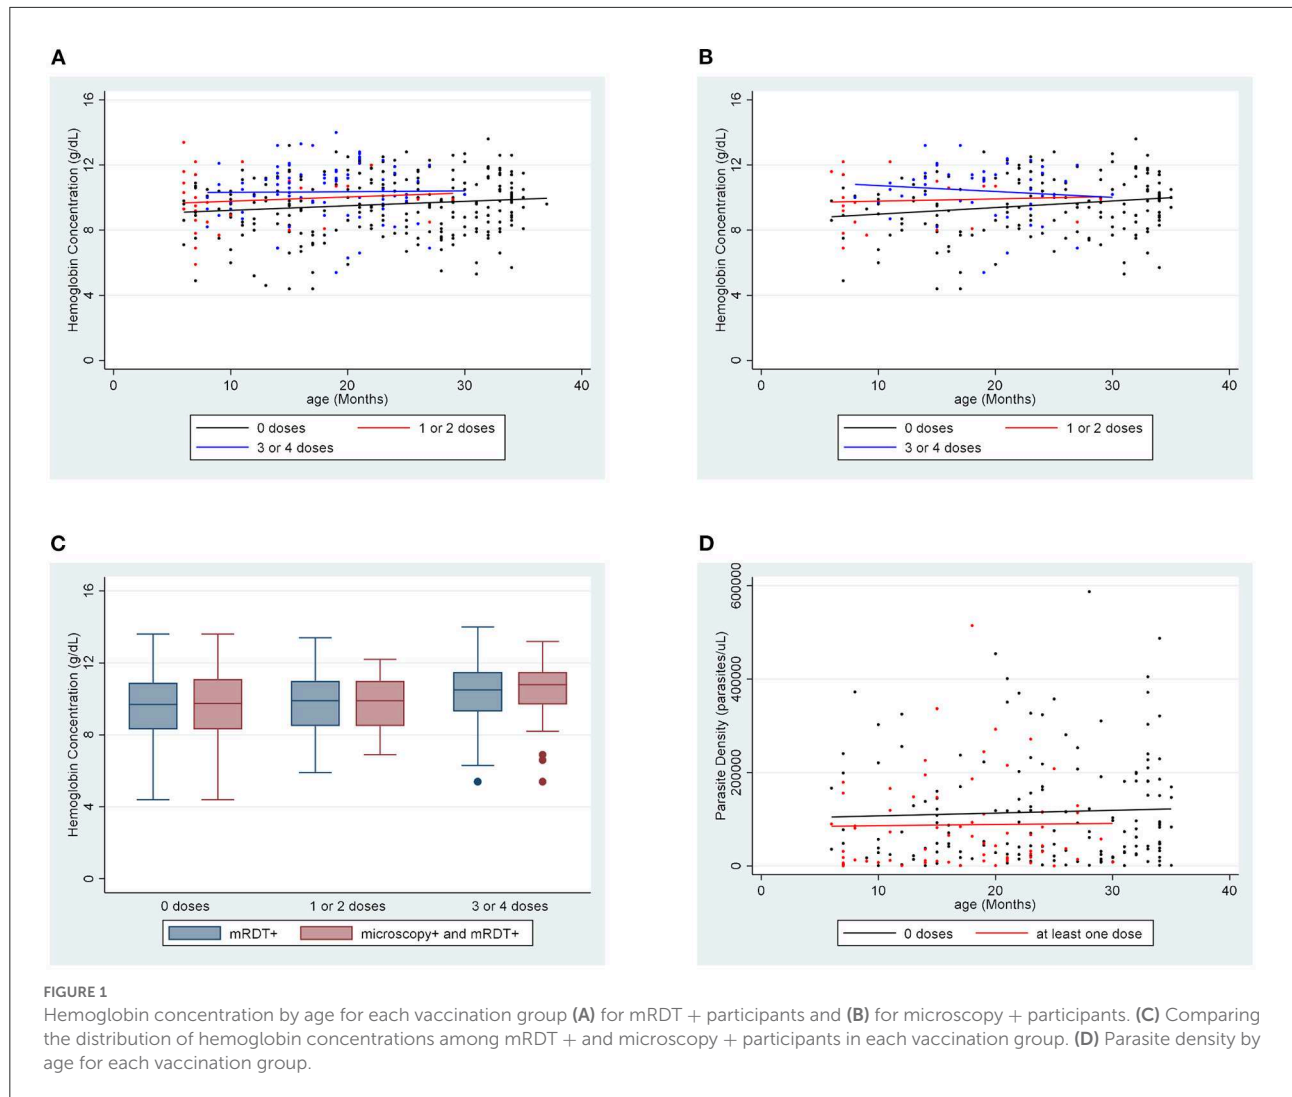 A
Hemoglobin Concentration (g/dL)
16
12
8
4
0
0 10 20 30 40
age (Months)
0 doses 1 or 2 doses
3 or 4 doses
B
Hemoglobin Concentration (g/dL)
16
12
8
4
0
0 10 20 30 40
age (Months)
0 doses 1 or 2 doses
3 or 4 doses
C
Hemoglobin Concentration (g/dL)
16
12
8
4
0
0 doses 1 or 2 doses 3 or 4 doses
mRDT+ microscopy+ and mRDT+
D
Parasite Density (parasites/uL)
600000
400000
200000
0
0 10 20 30 40
age (Months)
0 doses at least one dose
FIGURE 1
Hemoglobin concentration by age for each vaccination group (A) for mRDT + participants and (B) for microscopy + participants. (C) Comparing
the distribution of hemoglobin concentrations among mRDT + and microscopy + participants in each vaccination group. (D) Parasite density by
age for each vaccination group.